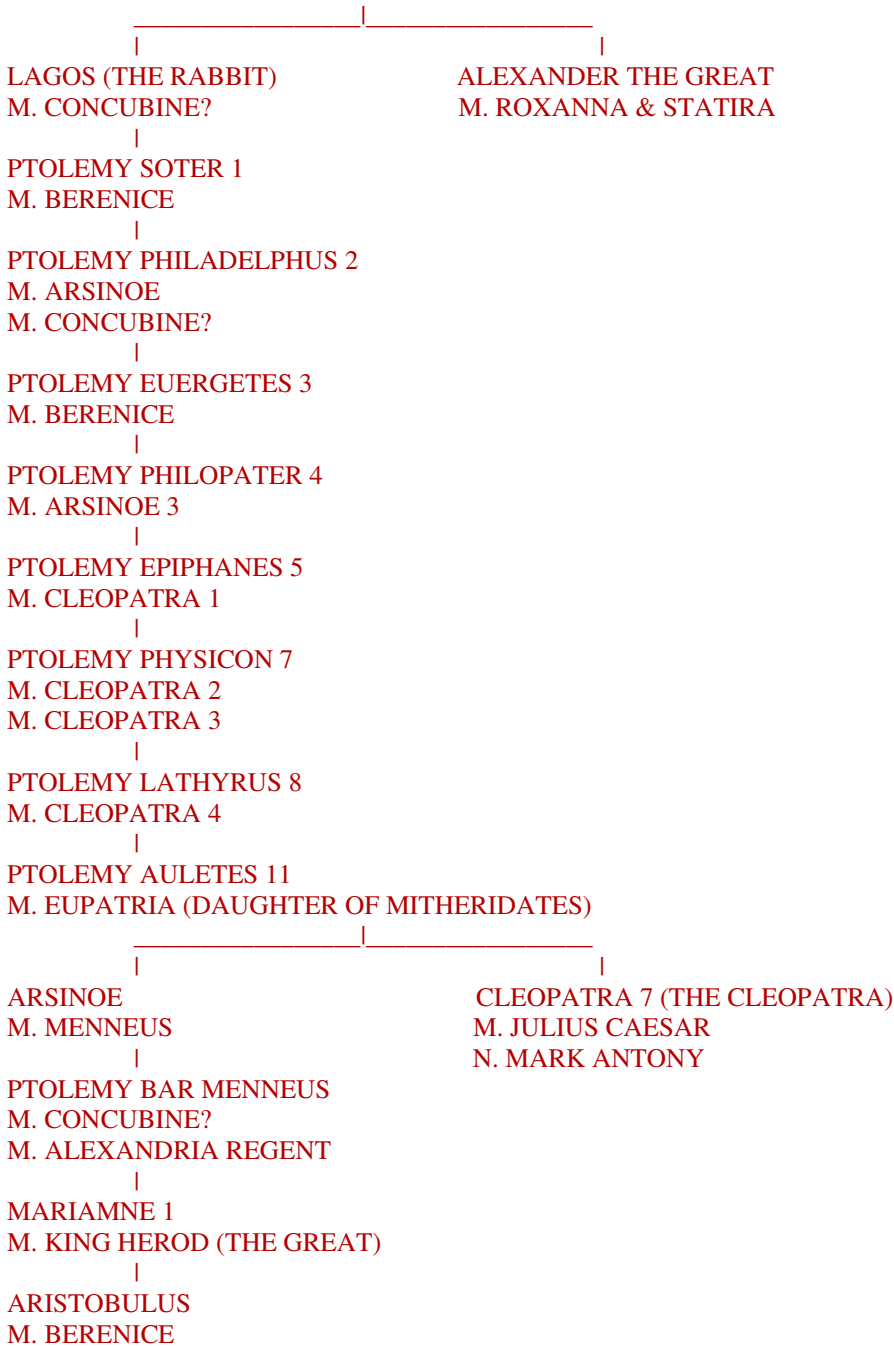 LAGOS (THE RABBIT) ALEXANDER THE GREAT
M. CONCUBINE? M. ROXANNA & STATIRA
PTOLEMY SOTER 1
M. BERENICE
PTOLEMY PHILADELPHUS 2
M. ARSINOE
M. CONCUBINE?
PTOLEMY EUERGETES 3
M. BERENICE
PTOLEMY PHILOPATER 4
M. ARSINOE 3
PTOLEMY EPIPHANES 5
M. CLEOPATRA 1
PTOLEMY PHYSICON 7
M. CLEOPATRA 2
M. CLEOPATRA 3
PTOLEMY LATHYRUS 8
M. CLEOPATRA 4
PTOLEMY AULETES 11
M. EUPATRIA (DAUGHTER OF MITHERIDATES)
ARSINOE CLEOPATRA 7 (THE CLEOPATRA)
M. MENNEUS M. JULIUS CAESAR
N. MARK ANTONY
PTOLEMY BAR MENNEUS
M. CONCUBINE?
M. ALEXANDRIA REGENT
MARIAMNE 1
M. KING HEROD (THE GREAT)
ARISTOBULUS
M. BERENICE